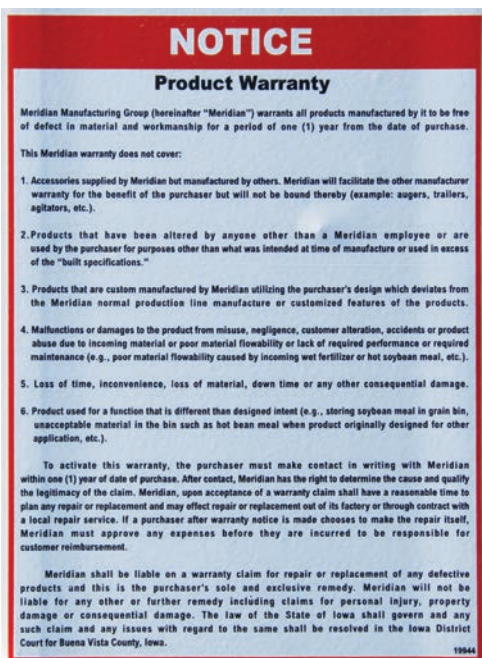 NOTICE
Product Warranty
Meridian Manufacturing Group (hereinafter “Meridian”) warrants all products manufactured by it to be free
of defect in material and workmanship for a period of one (1) year from the date of purchase.
This Meridian warranty does not cover:
1. Accessories supplied by Meridian but manufactured by others. Meridian will facilitate the other manufacturer
warranty for the benefit of the purchaser but will not be bound thereby (example: augers, trailers,
agitators, etc.).
2. Products that have been altered by anyone other than a Meridian employee or are
used by the purchaser for purposes other than what was intended at time of manufacture or used in excess
of the “built specifications.”
3. Products that are custom manufactured by Meridian utilizing the purchaser's design which deviates from
the Meridian normal production line manufacture or customized features of the products.
4. Malfunctions or damages to the product from misuse, negligence, customer alteration, accidents or product
abuse due to incoming material or poor material flowability or lack of required performance or required
maintenance (e.g., poor material flowability caused by incoming wet fertilizer or hot soybean meal, etc.).
5. Loss of time, inconvenience, loss of material, down time or any other consequential damage.
6. Product used for a function that is different than designed intent (e.g., storing soybean meal in grain bin,
unacceptable material in the bin such as hot bean meal when product originally designed for other
application, etc.).
To activate this warranty, the purchaser must make contact in writing with Meridian
within one (1) year of date of purchase. After contact, Meridian has the right to determine the cause and qualify
the legitimacy of the claim. Meridian, upon acceptance of a warranty claim shall have a reasonable time to
plan any repair or replacement and may effect repair or replacement out of its factory or through contract with
a local repair service. If a purchaser after warranty notice is made chooses to make the repair itself,
Meridian must approve any expenses before they are incurred to be responsible for
customer reimbursement.
Meridian shall be liable on a warranty claim for repair or replacement of any defective
products and this is the purchaser's sole and exclusive remedy. Meridian will not be
liable for any other or further remedy including claims for personal injury, property
damage or consequential damage. The law of the State of Iowa shall govern and any
such claim and any issues with regard to the same shall be resolved in the Iowa District
Court for Buena Vista County, Iowa.
19944